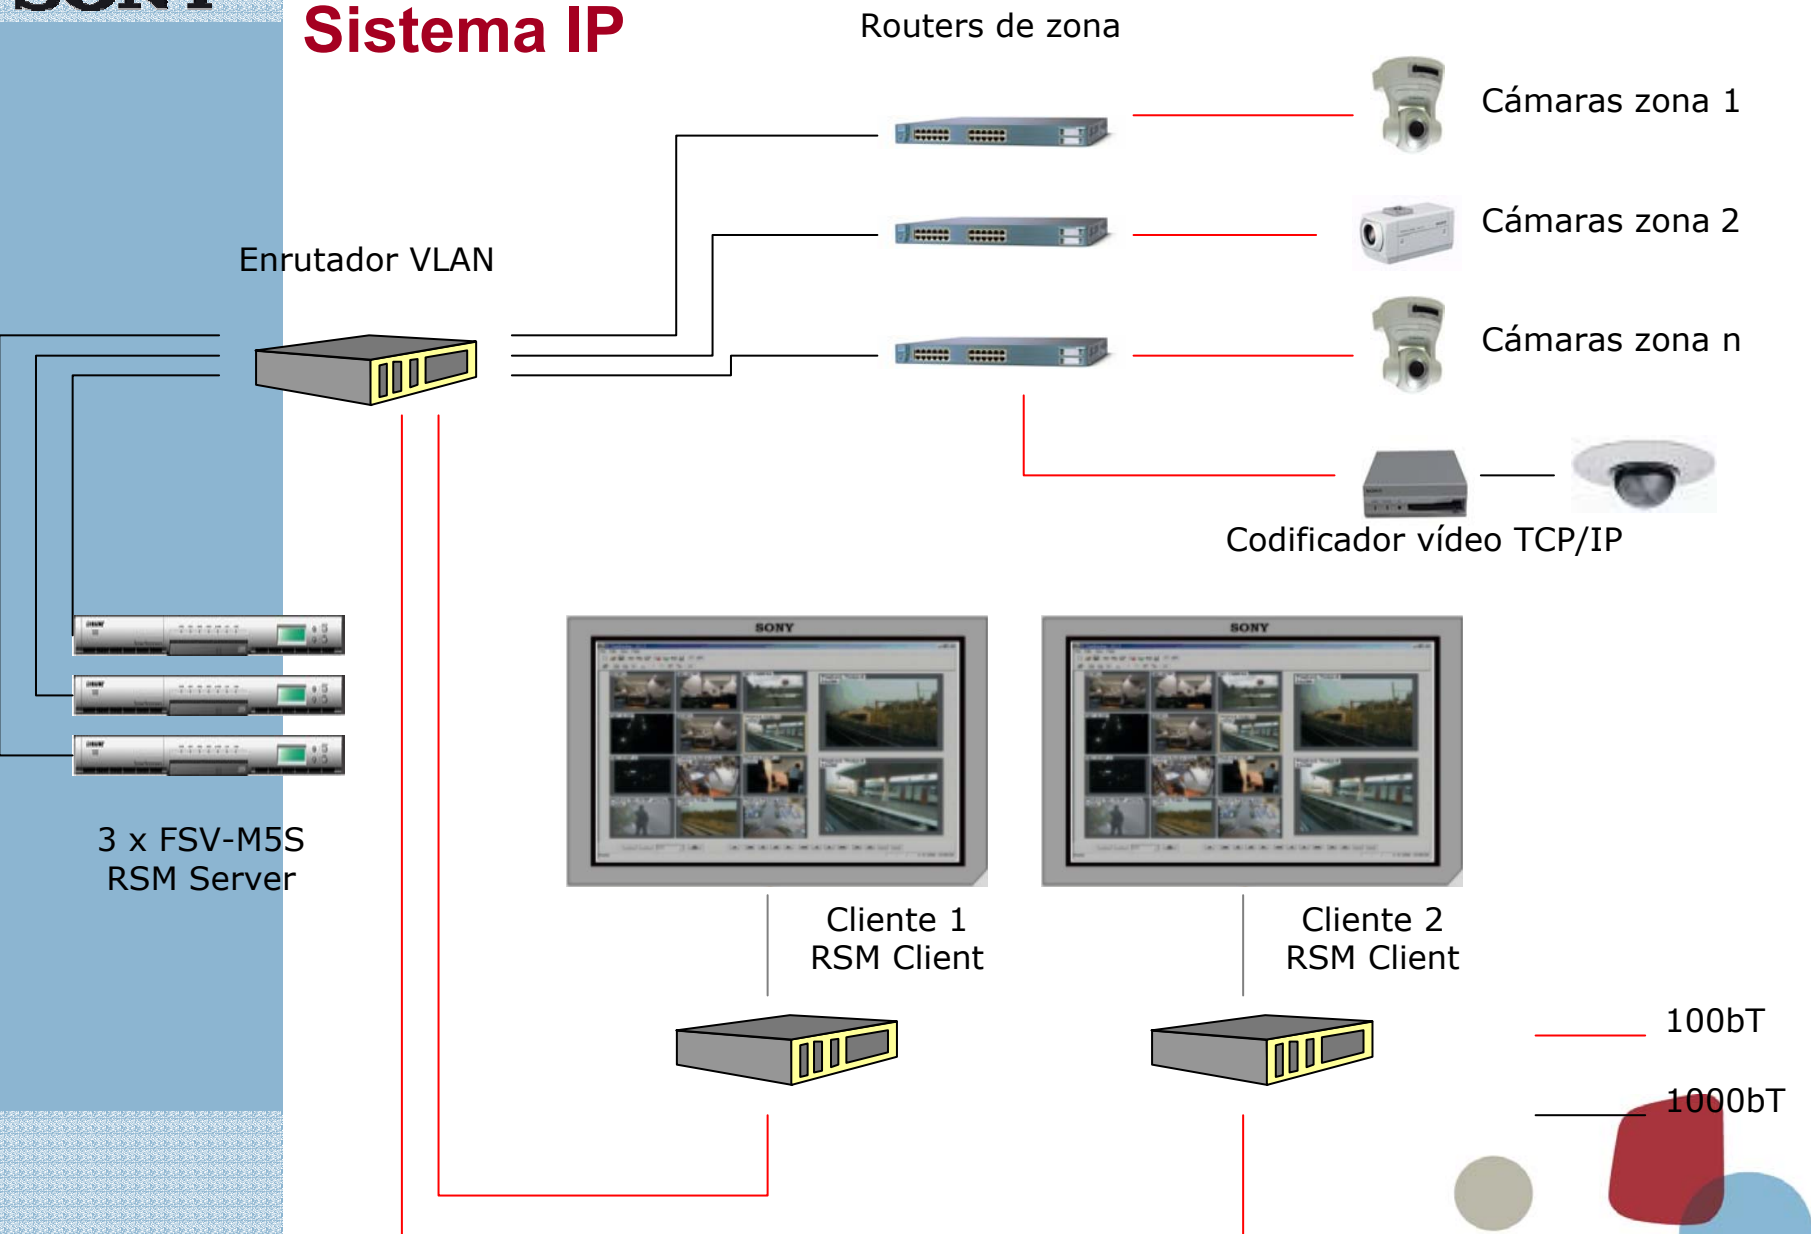 SONY
Sistema IP
Routers de zona
Cámaras zona 1
Cámaras zona 2
Enrutador VLAN
Cámaras zona n
Codificador vídeo TCP/IP
SONY
SONY
3 x FSV-M5S
RSM Server
Cliente 1
RSM Client
Cliente 2
RSM Client
100bT
1000bT